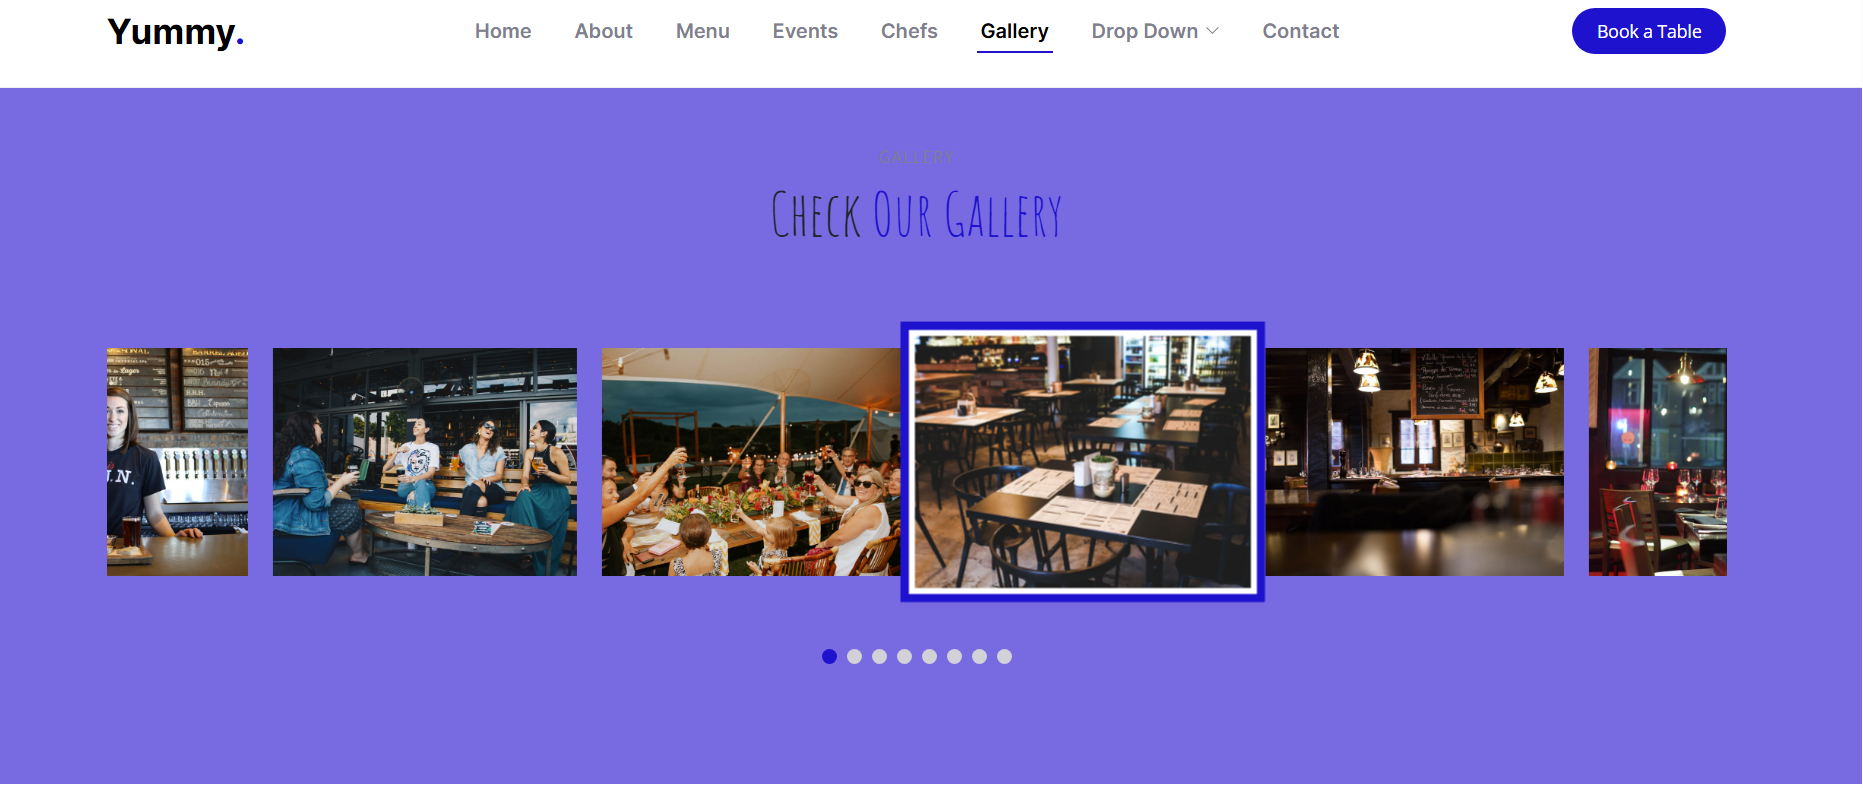 Yummy.
Home About Menu Events Chefs Gallery Drop Down Contact
Book a Table
GALLERY
CHECK OUR GALLERY